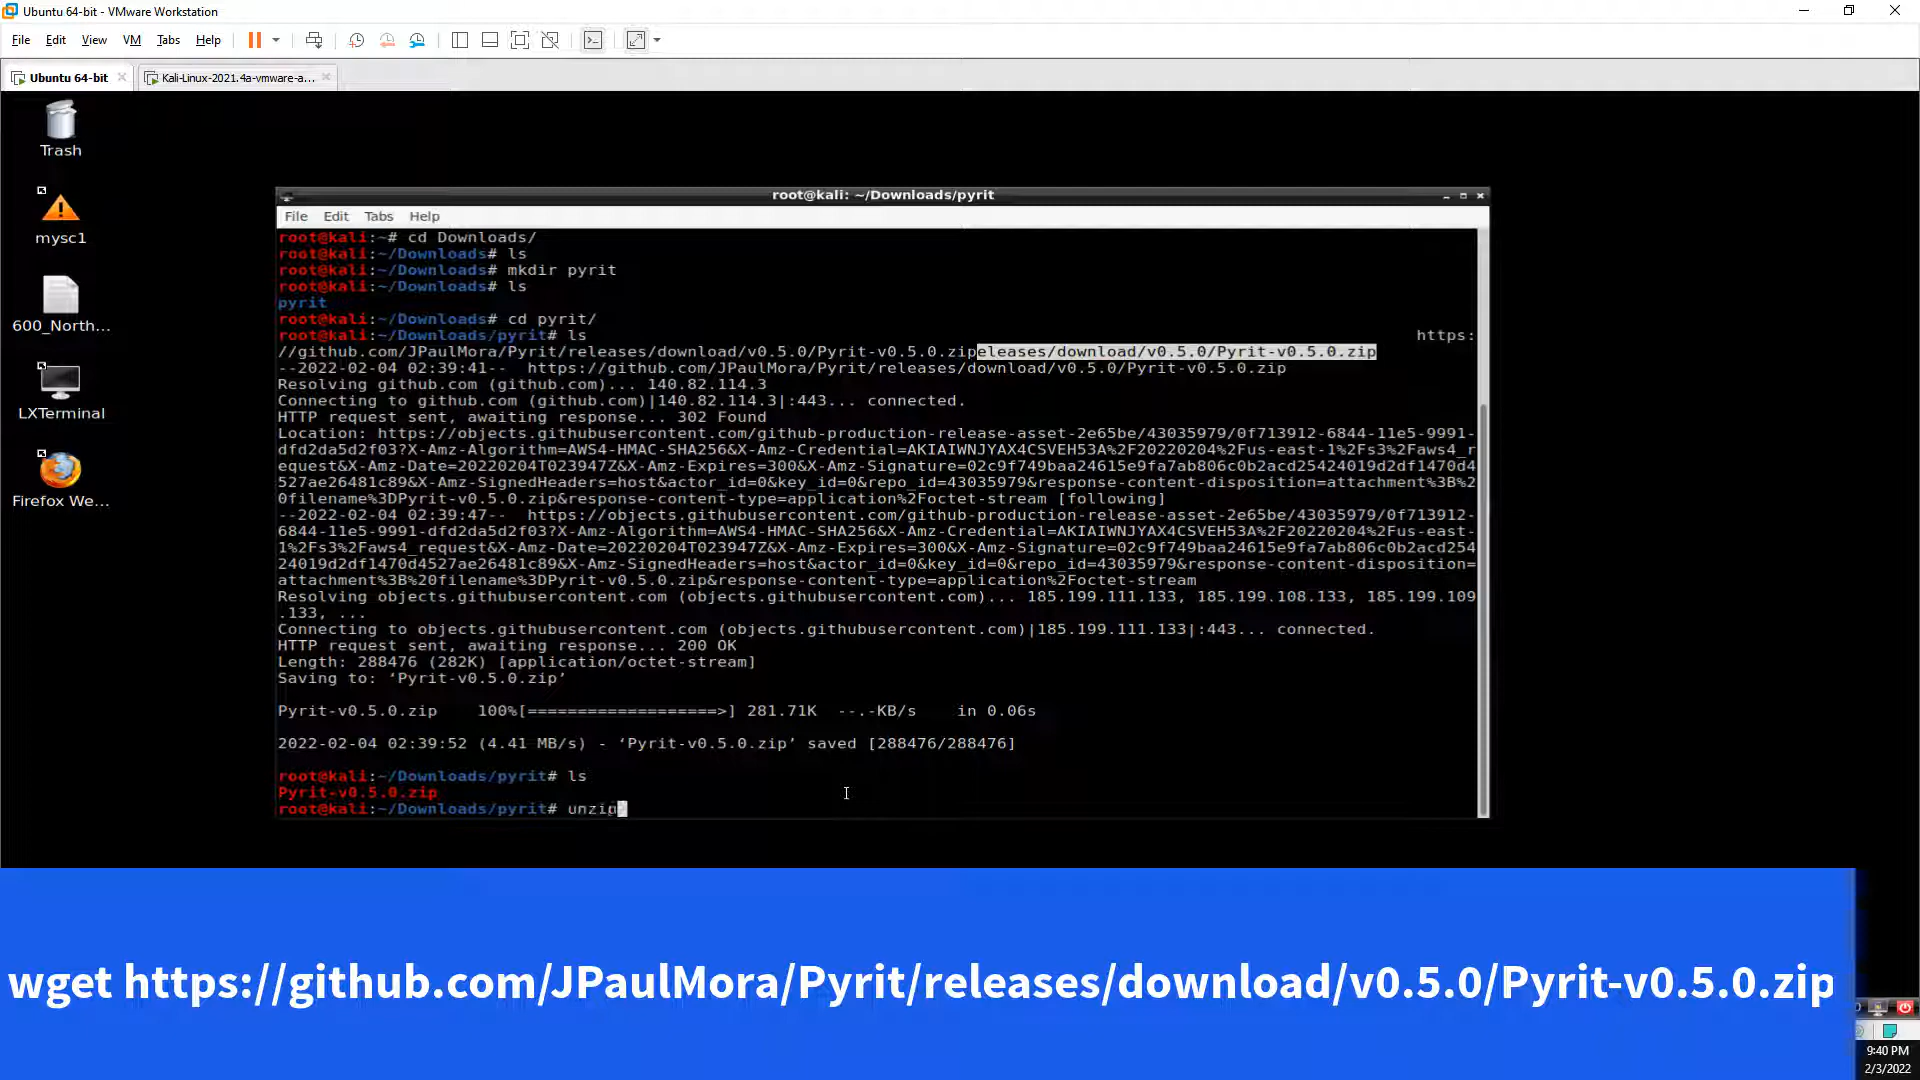 Ubuntu 64-bit - VMware Workstation
File Edit View VM Tabs Help
Ubuntu 64-bit
Kali-Linux-2021.4a-vmware-a...
Trash
mysc1
600_North...
LXTerminal
Firefox We...
root@kali: ~/Downloads/pyrit
File Edit Tabs Help
root@kali:~# cd Downloads/
root@kali:~/Downloads# ls
root@kali:~/Downloads# mkdir pyrit
root@kali:~/Downloads# ls
pyrit
root@kali:~/Downloads# cd pyrit/
root@kali:~/Downloads/pyrit# ls https:
//github.com/JPaulMora/Pyrit/releases/download/v0.5.0/Pyrit-v0.5.0.zipeleases/download/v0.5.0/Pyrit-v0.5.0.zip
--2022-02-04 02:39:41-- https://github.com/JPaulMora/Pyrit/releases/download/v0.5.0/Pyrit-v0.5.0.zip
Resolving github.com (github.com)... 140.82.114.3
Connecting to github.com (github.com)|140.82.114.3|:443... connected.
HTTP request sent, awaiting response... 302 Found
Location: https://objects.githubusercontent.com/github-production-release-asset-2e65be/43035979/0f713912-6844-11e5-9991-
dfd2da5d2f03?X-Amz-Algorithm=AWS4-HMAC-SHA256&X-Amz-Credential=AKIAIWNJYAX4CSVEH53A%2F20220204%2Fus-east-1%2Fs3%2Faws4_r
equest&X-Amz-Date=20220204T023947Z&X-Amz-Expires=300&X-Amz-Signature=02c9f749baa24615e9fa7ab806c0b2acd25424019d2df1470d4
527ae26481c89&X-Amz-SignedHeaders=host&actor_id=0&key_id=0&repo_id=43035979&response-content-disposition=attachment%3B%2
0filename%3DPyrit-v0.5.0.zip&response-content-type=application%2Foctet-stream [following]
--2022-02-04 02:39:47-- https://objects.githubusercontent.com/github-production-release-asset-2e65be/43035979/0f713912-
6844-11e5-9991-dfd2da5d2f03?X-Amz-Algorithm=AWS4-HMAC-SHA256&X-Amz-Credential=AKIAIWNJYAX4CSVEH53A%2F20220204%2Fus-east-
1%2Fs3%2Faws4_request&X-Amz-Date=20220204T023947Z&X-Amz-Expires=300&X-Amz-Signature=02c9f749baa24615e9fa7ab806c0b2acd254
24019d2df1470d4527ae26481c89&X-Amz-SignedHeaders=host&actor_id=0&key_id=0&repo_id=43035979&response-content-disposition=
attachment%3B%20filename%3DPyrit-v0.5.0.zip&response-content-type=application%2Foctet-stream
Resolving objects.githubusercontent.com (objects.githubusercontent.com)... 185.199.111.133, 185.199.108.133, 185.199.109
.133, ...
Connecting to objects.githubusercontent.com (objects.githubusercontent.com)|185.199.111.133|:443... connected.
HTTP request sent, awaiting response... 200 OK
Length: 288476 (282K) [application/octet-stream]
Saving to: ‘Pyrit-v0.5.0.zip’
Pyrit-v0.5.0.zip 100%[===================>] 281.71K --.-KB/s in 0.06s
2022-02-04 02:39:52 (4.41 MB/s) - ‘Pyrit-v0.5.0.zip’ saved [288476/288476]
root@kali:~/Downloads/pyrit# ls
Pyrit-v0.5.0.zip
root@kali:~/Downloads/pyrit# unzip
wget https://github.com/JPaulMora/Pyrit/releases/download/v0.5.0/Pyrit-v0.5.0.zip
9:40 PM
2/3/2022